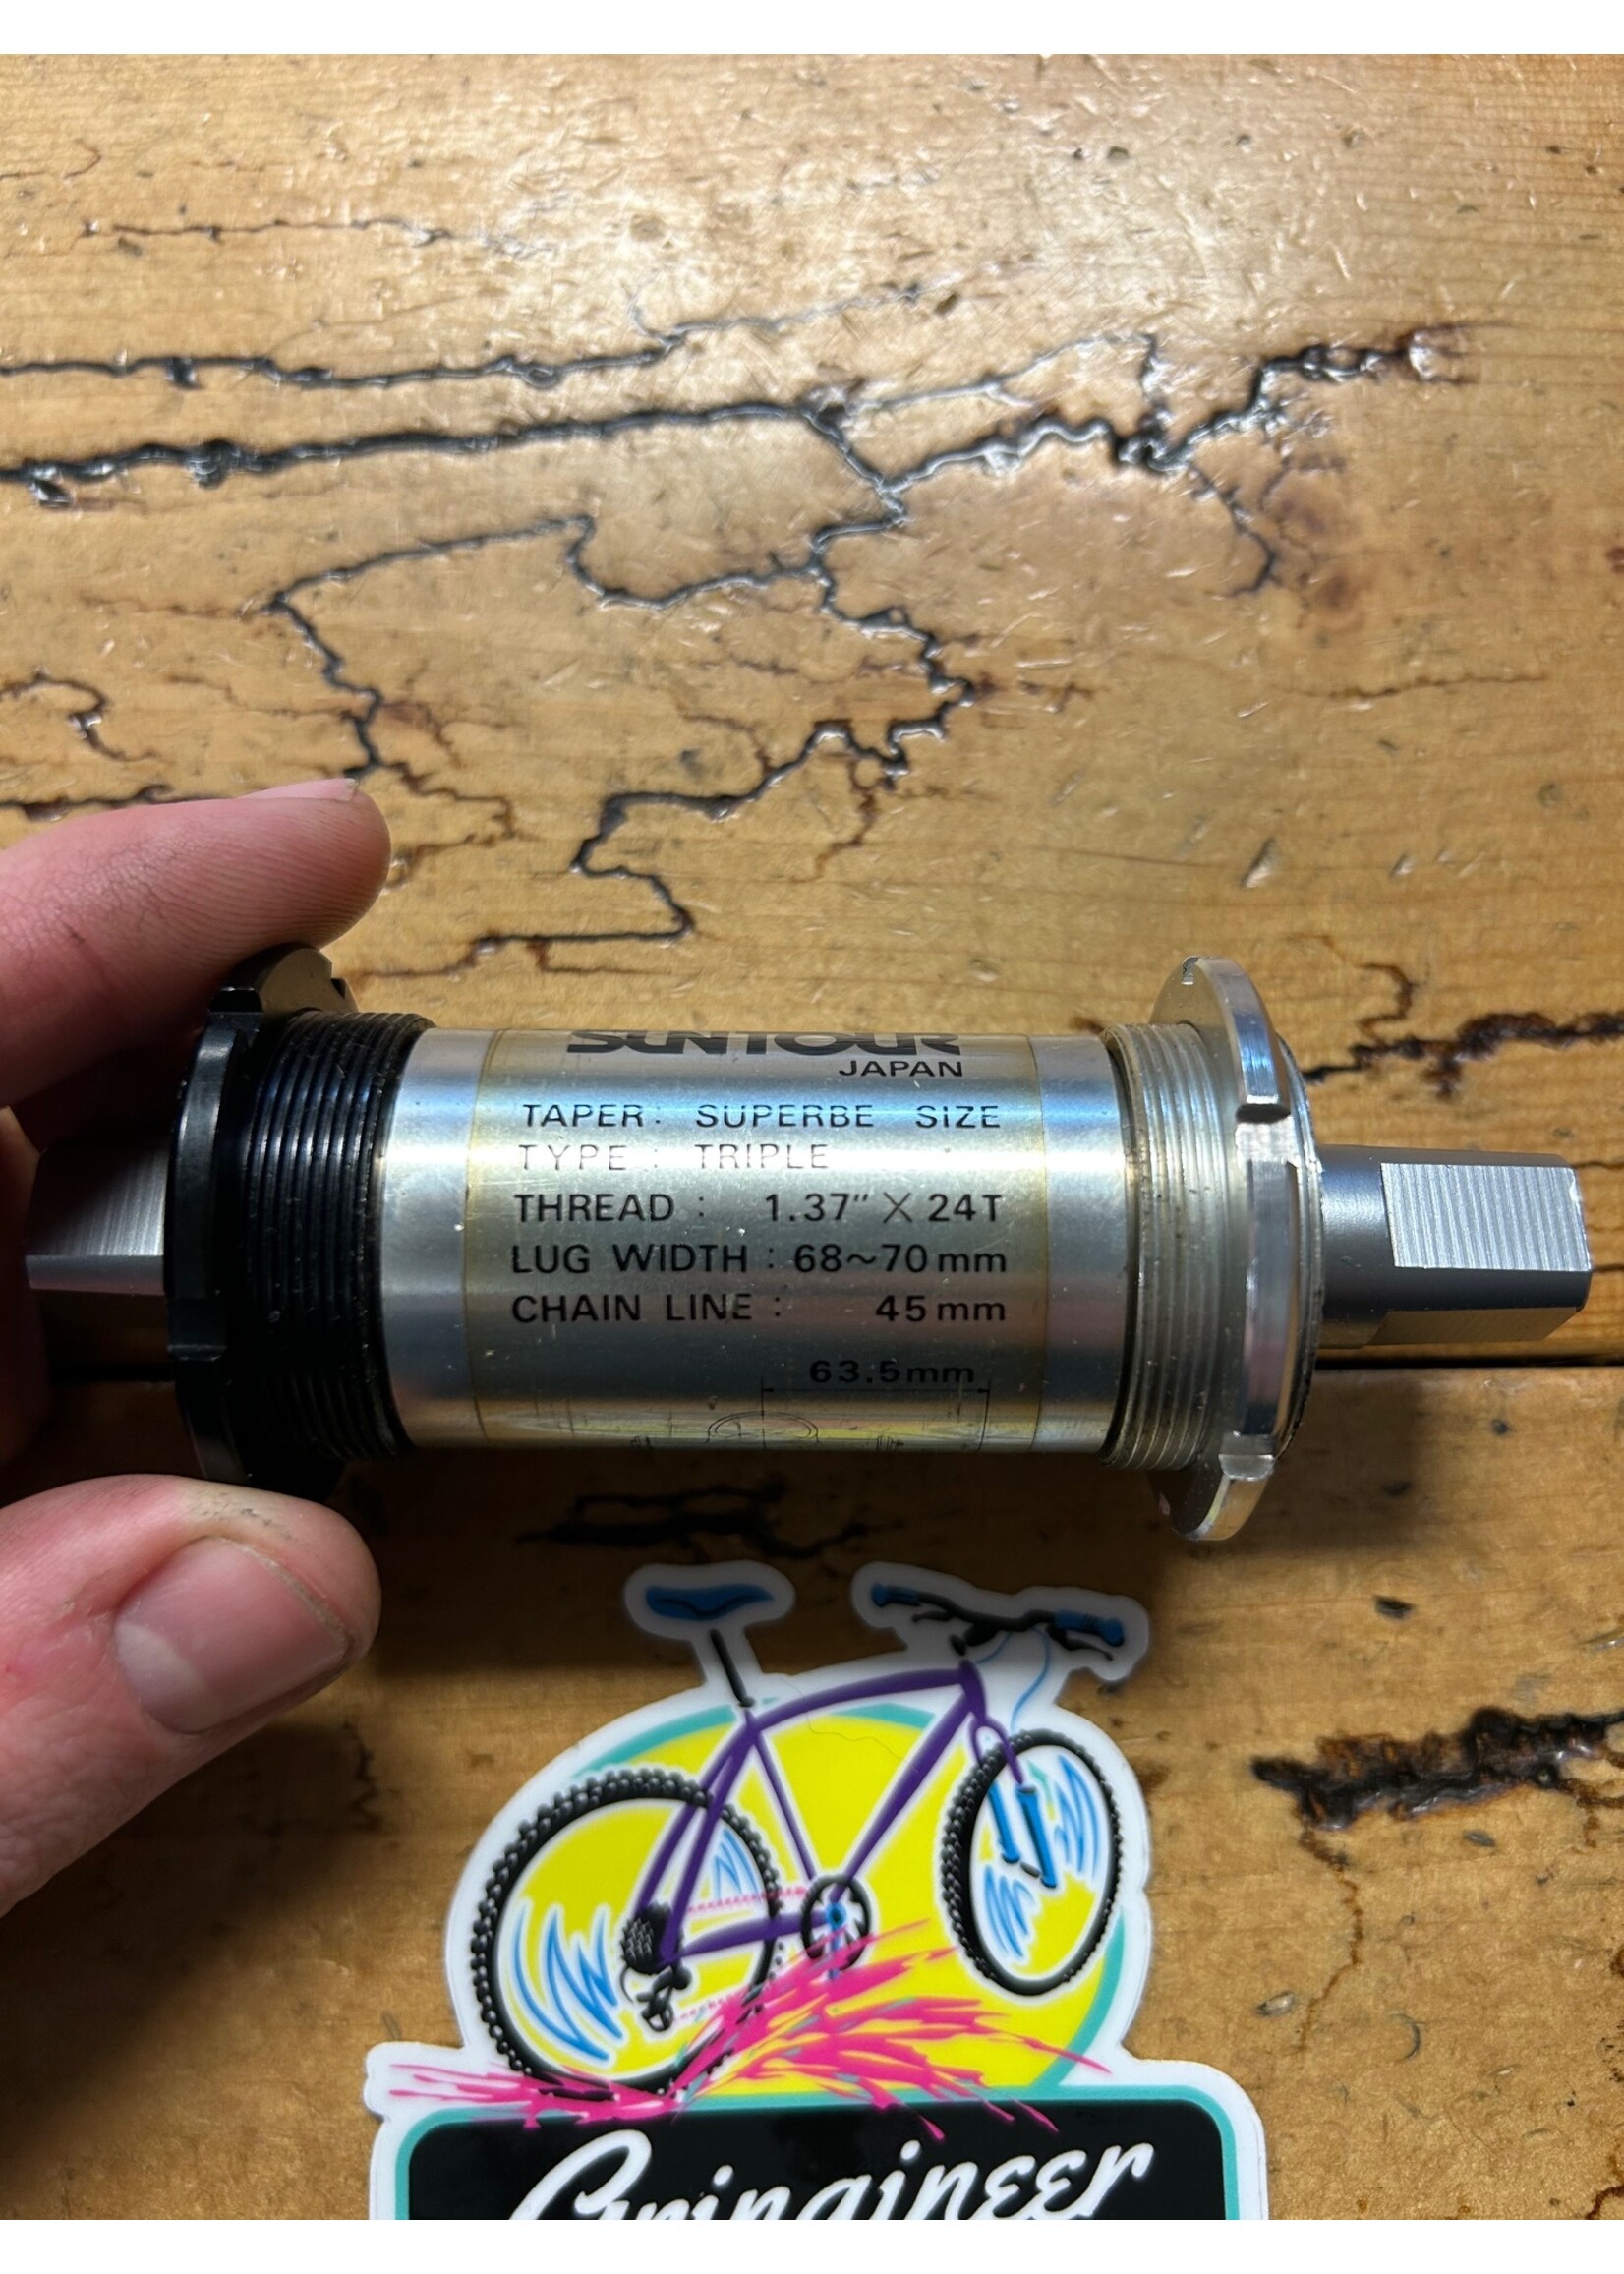 SUNTOUR
JAPAN
TAPER: SUPERBE SIZE
TYPE : TRIPLE
THREAD : 1.37" X 24T
LUG WIDTH : 68~70mm
CHAIN LINE : 45mm
63.5mm
Gringineer